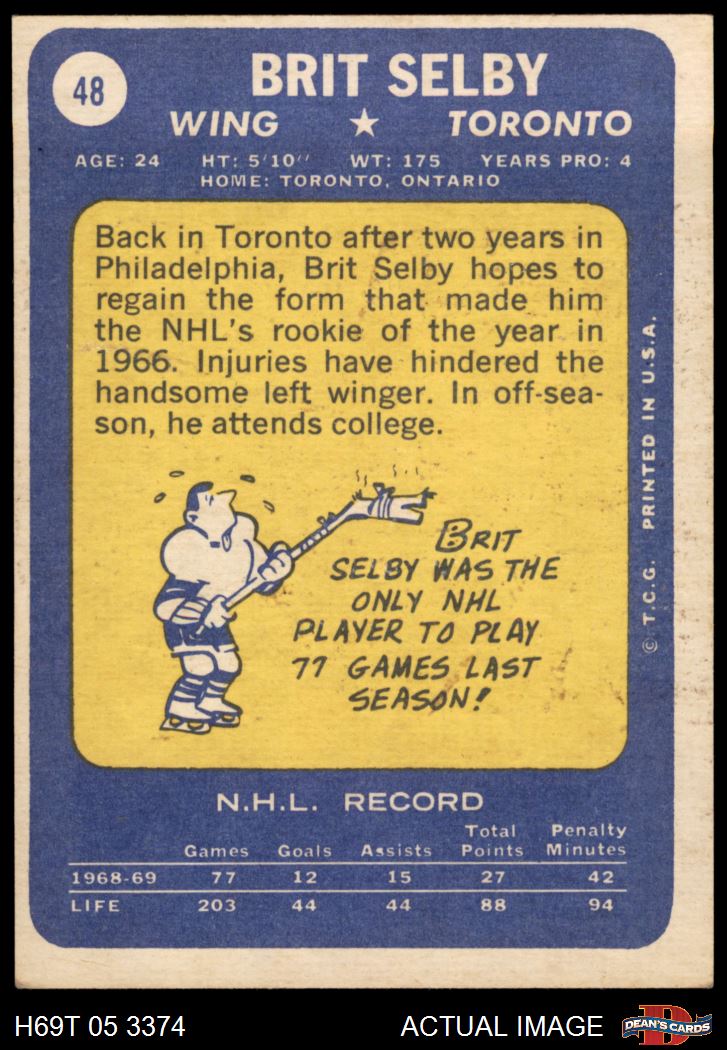 48
BRIT SELBY
WING ★ TORONTO
AGE: 24 HT: 5'10" WT: 175 YEARS PRO: 4
HOME: TORONTO, ONTARIO
Back in Toronto after two years in
Philadelphia, Brit Selby hopes to
regain the form that made him
the NHL's rookie of the year in
1966. Injuries have hindered the
handsome left winger. In off-sea-
son, he attends college.
BRIT
SELBY WAS THE
ONLY NHL
PLAYER TO PLAY
77 GAMES LAST
SEASON!
© T.C.G. PRINTED IN U.S.A.
N.H.L. RECORD
Games Goals Assists Total Points Penalty Minutes
1968-69 77 12 15 27 42
LIFE 203 44 44 88 94
H69T 05 3374 ACTUAL IMAGE
D
DEAN'S CARDS